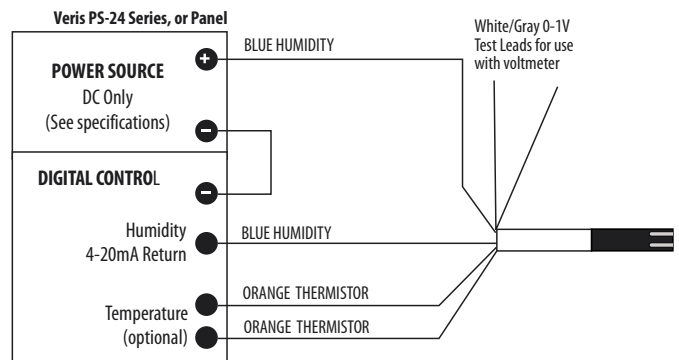 Veris PS-24 Series, or Panel
POWER SOURCE
DC Only
(See specifications)
+
-
DIGITAL CONTROL
-
Humidity
4-20mA Return
Temperature
(optional)
BLUE HUMIDITY
BLUE HUMIDITY
ORANGE THERMISTOR
ORANGE THERMISTOR
White/Gray 0-1V
Test Leads for use
with voltmeter